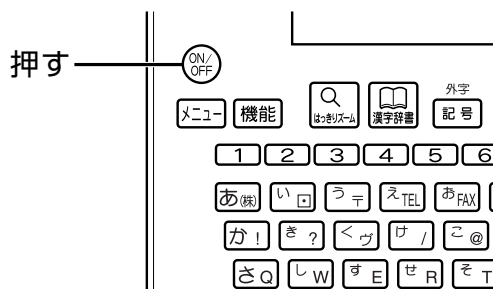 ON/OFF
押す
外字
メニュー 機能 はっきりズーム 漢字辞書 記号
1 2 3 4 5 6
あ㈱ い・ う〒 えTEL おFAX
か! き? くヴ け/ こ@
さQ しW すE せR そT